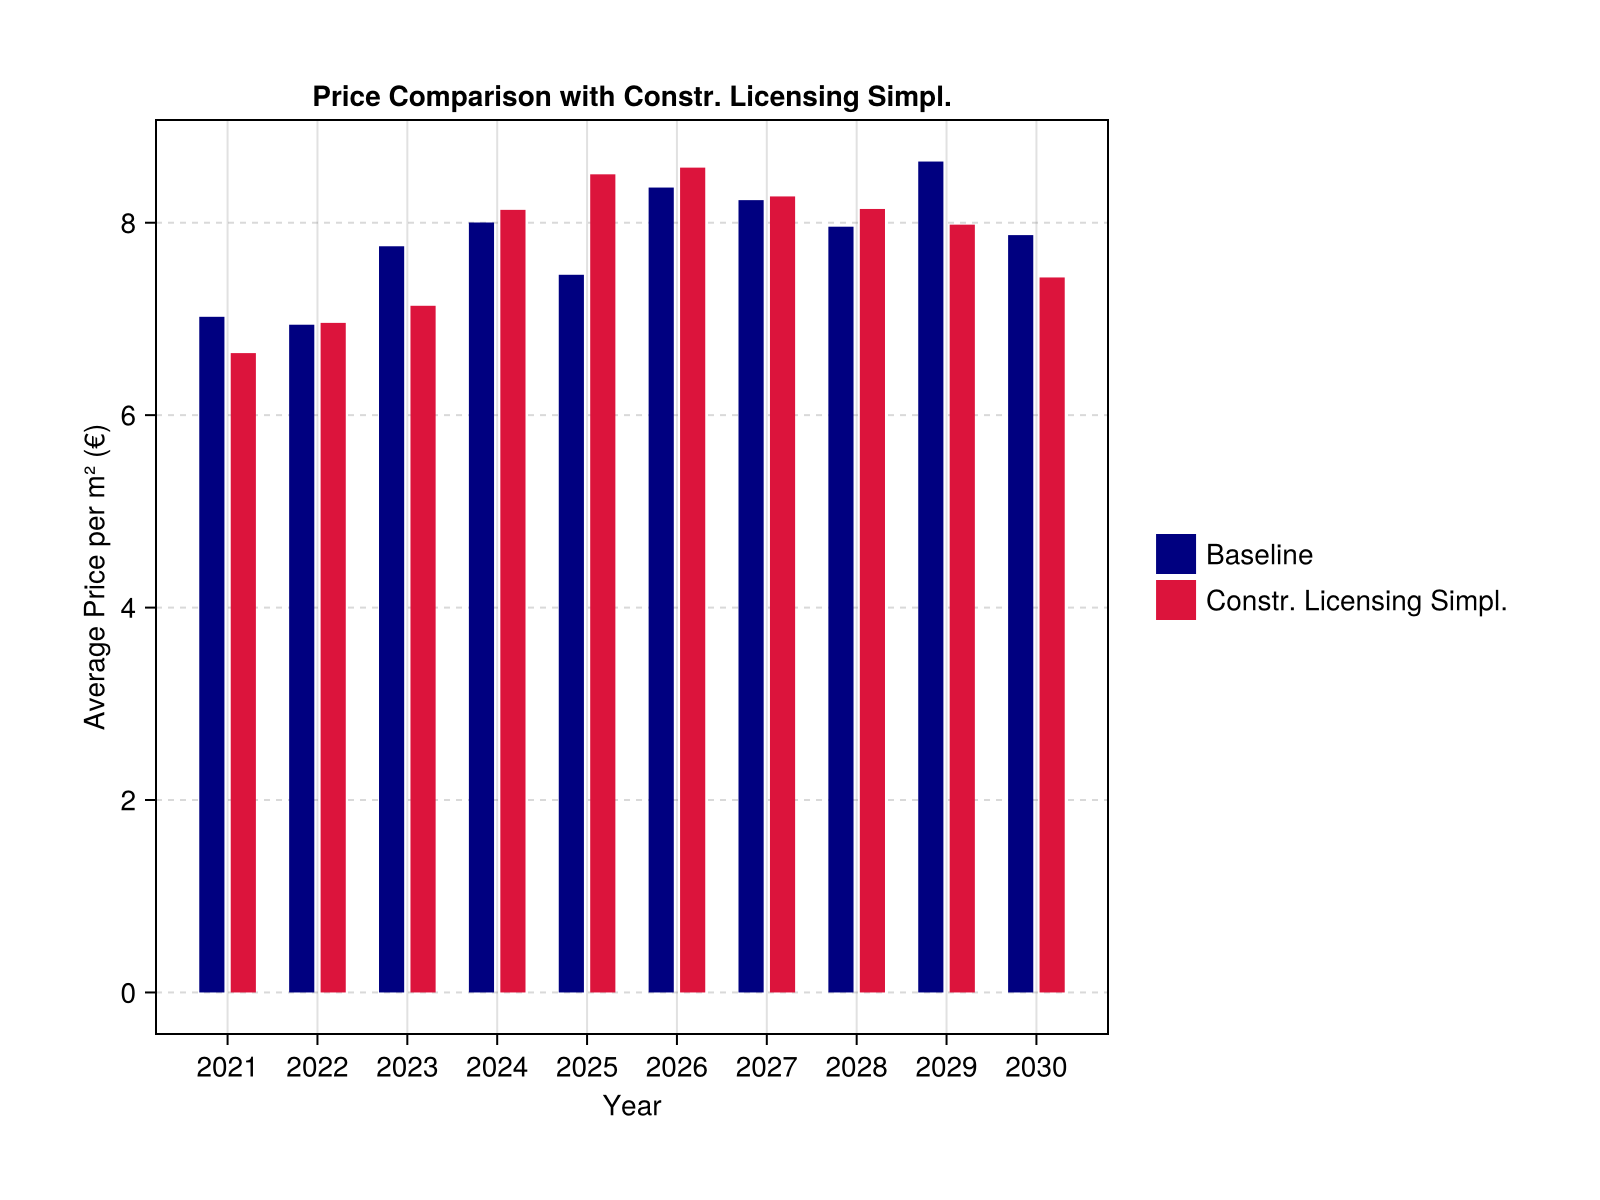 Price Comparison with Constr. Licensing Simpl.
Average Price per m² (€)
8
6
4
2
0
2021 2022 2023 2024 2025 2026 2027 2028 2029 2030
Year
Baseline
Constr. Licensing Simpl.